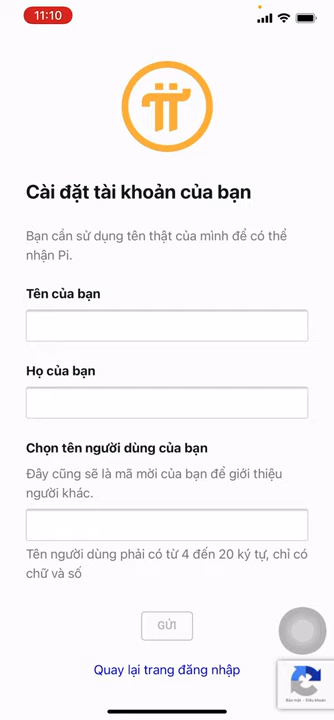 11:10
Cài đặt tài khoản của bạn
Bạn cần sử dụng tên thật của mình để có thể
nhận Pi.
Tên của bạn
Họ của bạn
Chọn tên người dùng của bạn
Đây cũng sẽ là mã mời của bạn để giới thiệu
người khác.
Tên người dùng phải có từ 4 đến 20 ký tự, chỉ có
chữ và số
GỬI
Quay lại trang đăng nhập
Bảo mật - Điều khoản